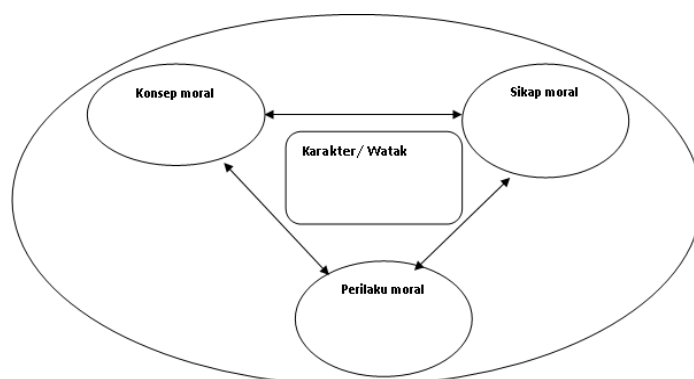 Konsep moral
Sikap moral
Karakter/ Watak
Perilaku moral